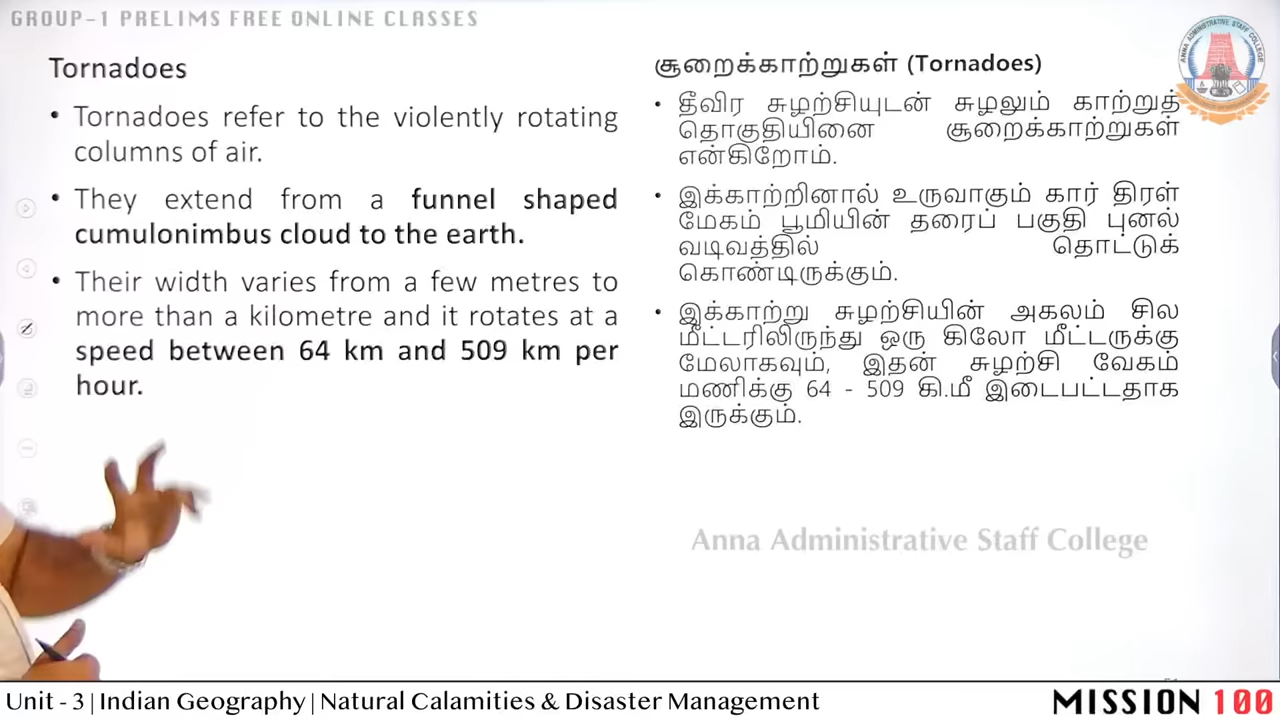 GROUP-1 PRELIMS FREE ONLINE CLASSES
ANNA ADMINISTRATIVE STAFF COLLEGE
Tornadoes
• Tornadoes refer to the violently rotating
columns of air.
• They extend from a funnel shaped
cumulonimbus cloud to the earth.
• Their width varies from a few metres to
more than a kilometre and it rotates at a
speed between 64 km and 509 km per
hour.
சூறைக்காற்றுகள் (Tornadoes)
• தீவிர சுழற்சியுடன் சுழலும் காற்றுத்
தொகுதியினை சூறைக்காற்றுகள்
என்கிறோம்.
• இக்காற்றினால் உருவாகும் கார் திரள்
மேகம் பூமியின் தரைப் பகுதி புனல்
வடிவத்தில் தொட்டுக்
கொண்டிருக்கும்.
• இக்காற்று சுழற்சியின் அகலம் சில
மீட்டரிலிருந்து ஒரு கிலோ மீட்டருக்கு
மேலாகவும், இதன் சுழற்சி வேகம்
மணிக்கு 64 - 509 கி.மீ இடைபட்டதாக
இருக்கும்.
Anna Administrative Staff College
Unit - 3 | Indian Geography | Natural Calamities & Disaster Management
MISSION 100